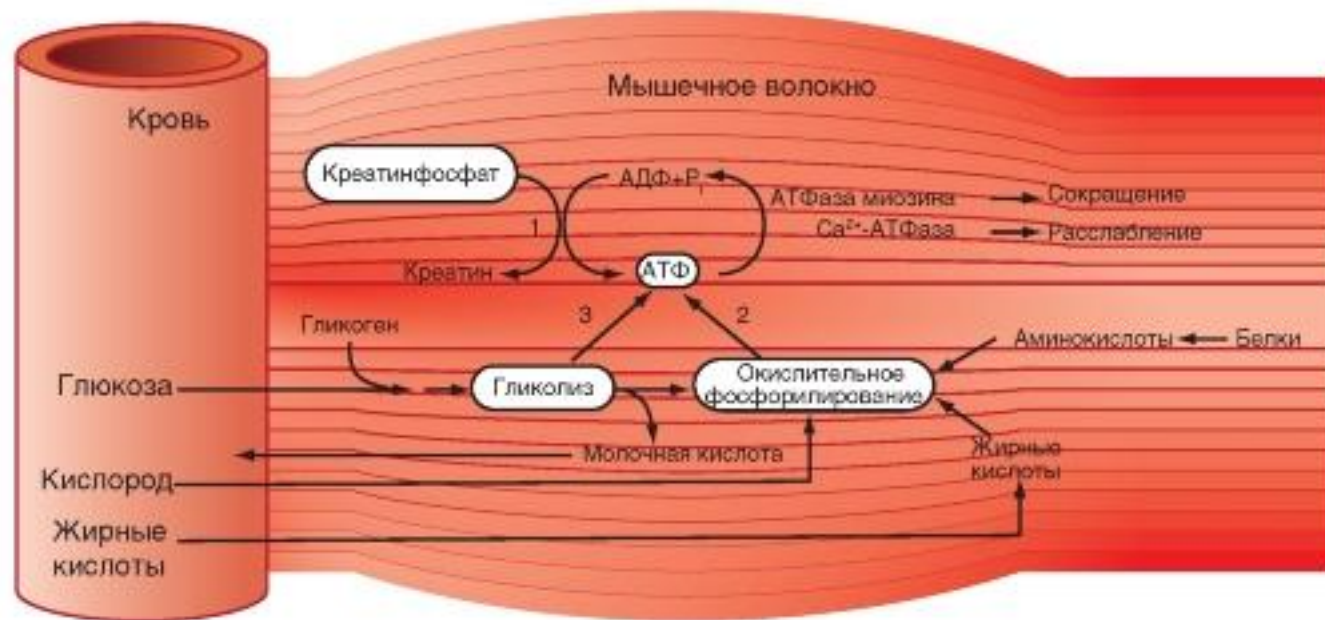 Мышечное волокно
Кровь
Креатинфосфат
АДФ+Pi
АТФаза миозина
Сокращение
1
Ca²⁺-АТФаза
Расслабление
Креатин
АТФ
3
2
Гликоген
Аминокислоты
Белки
Глюкоза
Гликолиз
Окислительное
фосфорилирование
Молочная кислота
Жирные
кислоты
Кислород
Жирные
кислоты